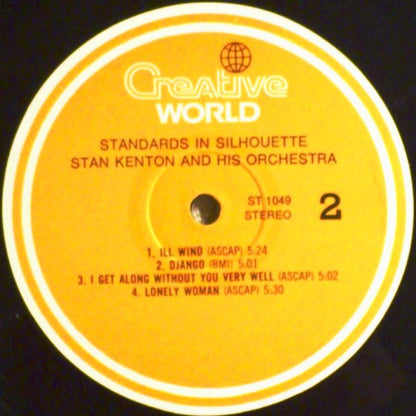 Creative
WORLD
STANDARDS IN SILHOUETTE
STAN KENTON AND HIS ORCHESTRA
ST 1049
STEREO
2
1. ILL WIND (ASCAP) 5:24
2. DJANGO (BMI) 5:01
3. I GET ALONG WITHOUT YOU VERY WELL (ASCAP) 5:02
4. LONELY WOMAN (ASCAP) 5:30